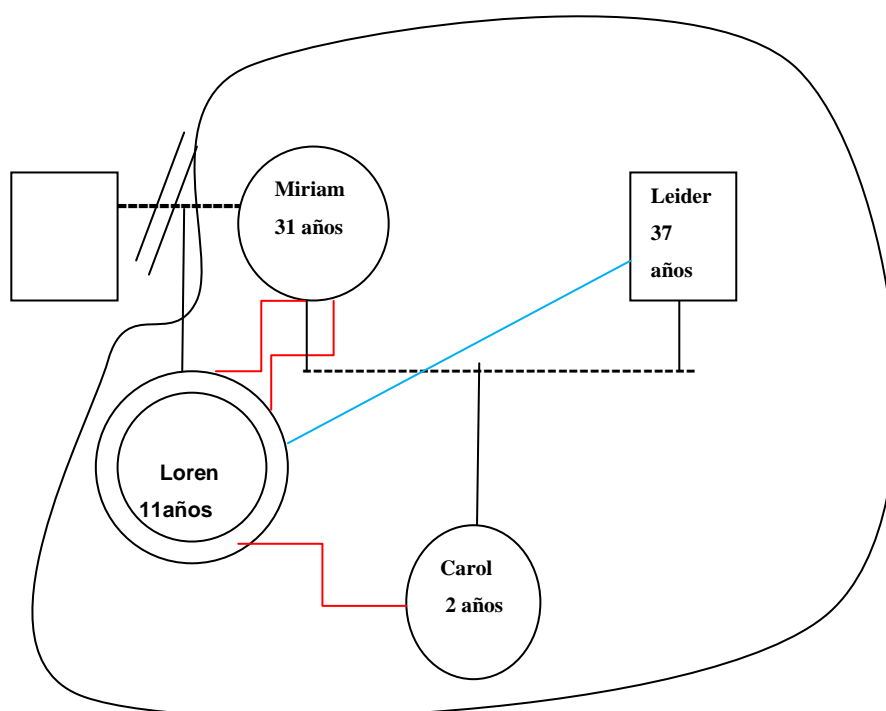 Miriam
31 años
Leider
37
años
Loren
11años
Carol
2 años